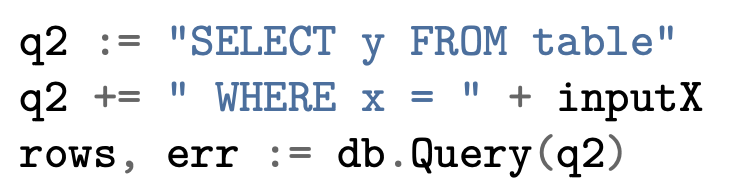 q2 := "SELECT y FROM table"
q2 += " WHERE x = " + inputX
rows, err := db.Query(q2)